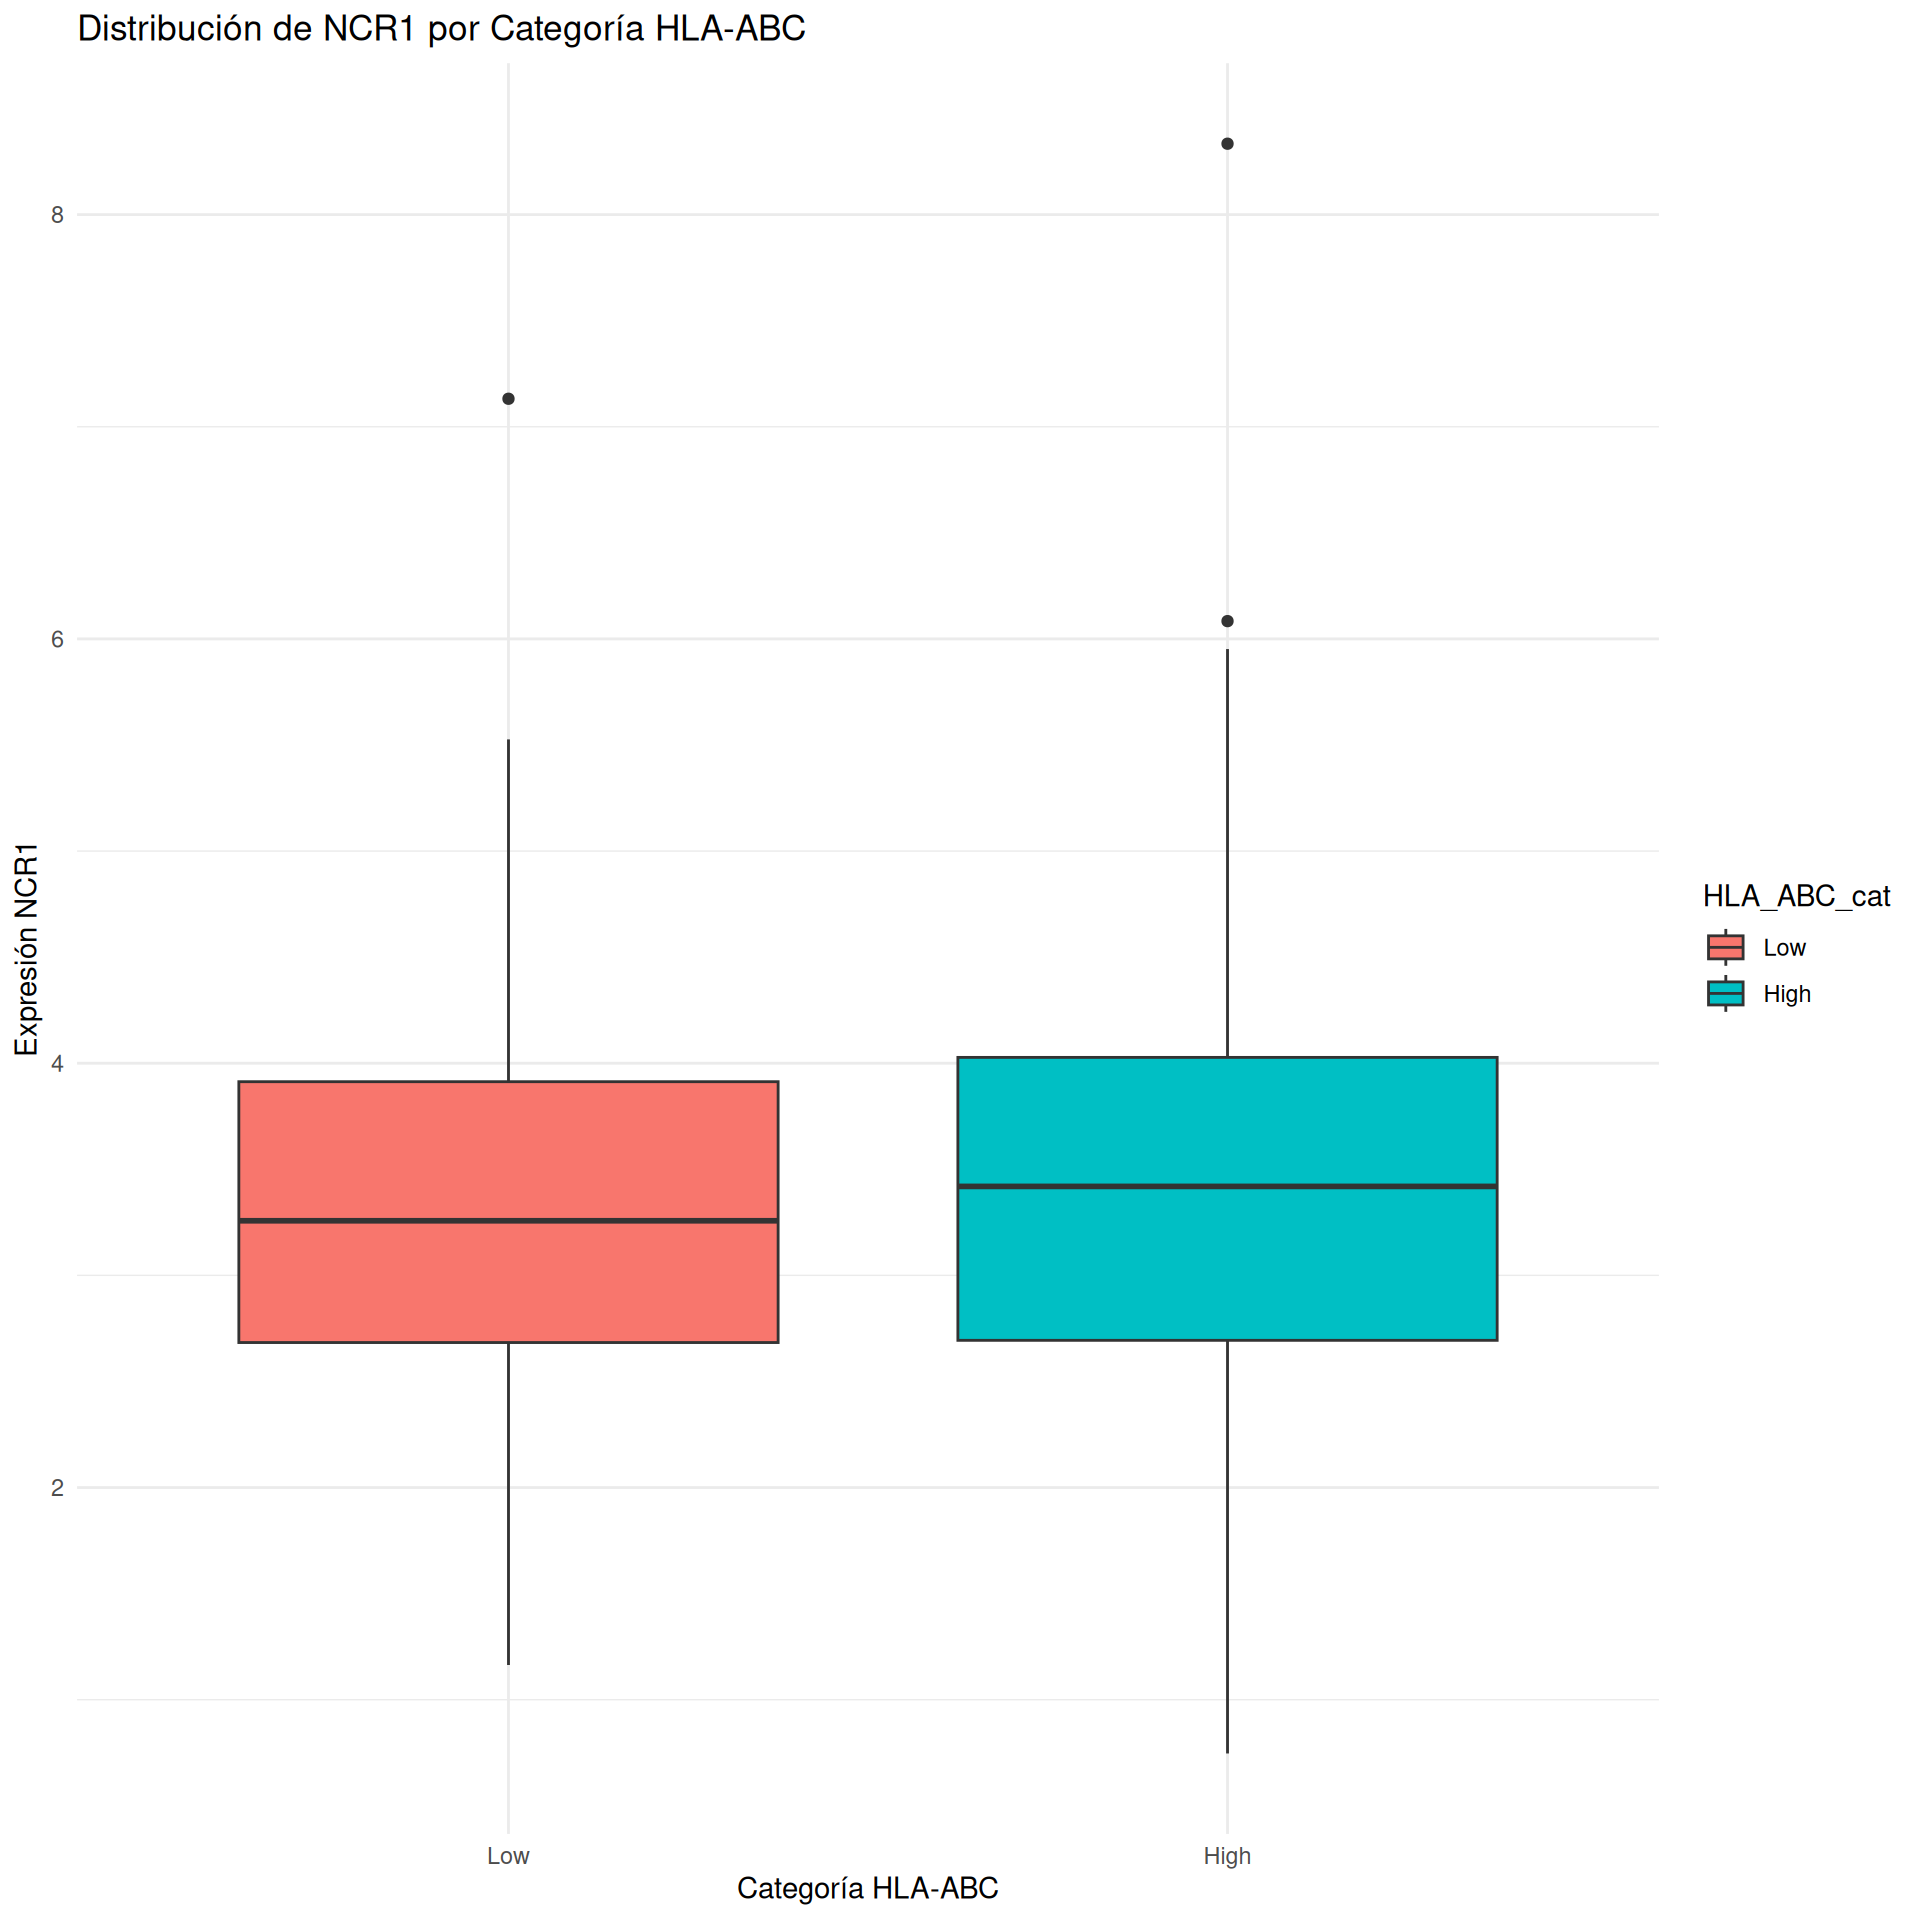 Distribución de NCR1 por Categoría HLA-ABC
8
6
4
2
Expresión NCR1
Low
High
Categoría HLA-ABC
HLA_ABC_cat
Low
High